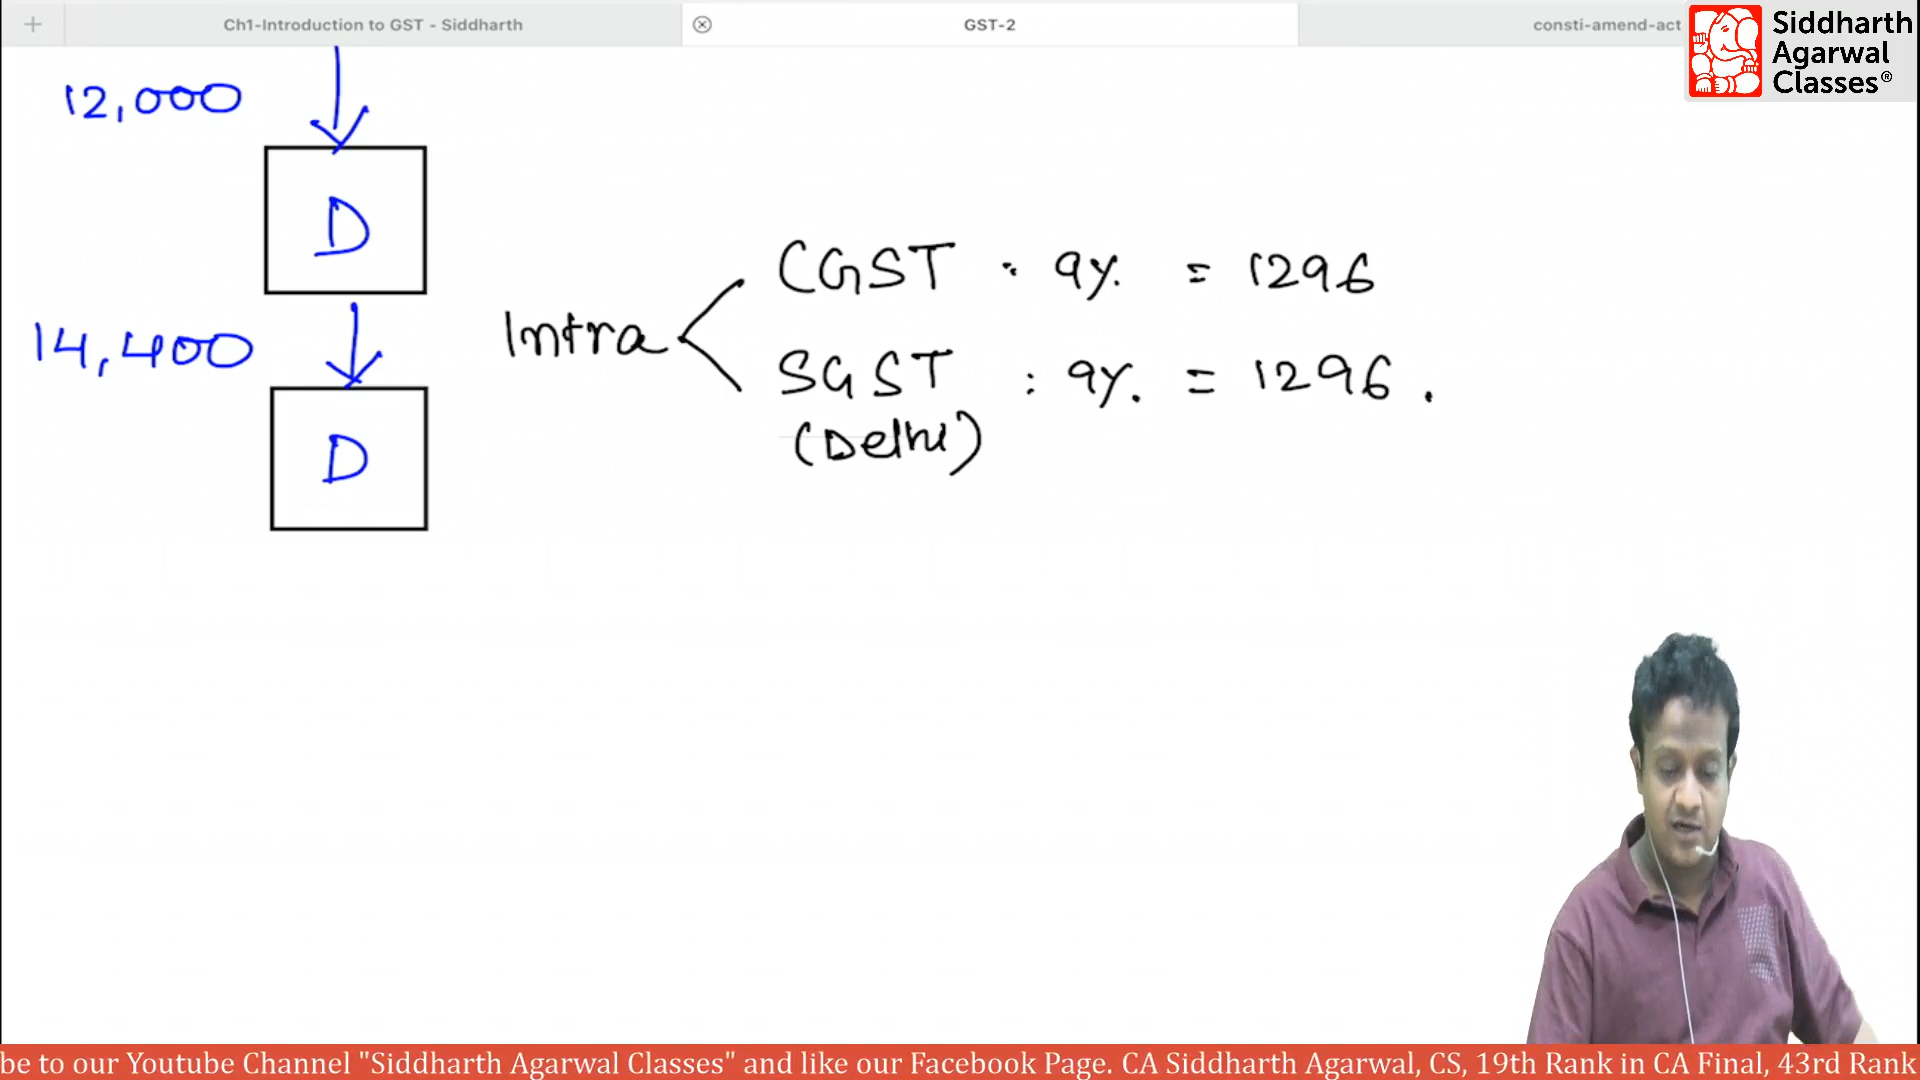 Ch1-Introduction to GST - Siddharth
GST-2
consti-amend-act
Siddharth
Agarwal
Classes®
12,000
D
14,400
D
Intra
CGST : 9% = 1296
SGST : 9%. = 1296.
(Delhi)
be to our Youtube Channel "Siddharth Agarwal Classes" and like our Facebook Page. CA Siddharth Agarwal, CS, 19th Rank in CA Final, 43rd Rank